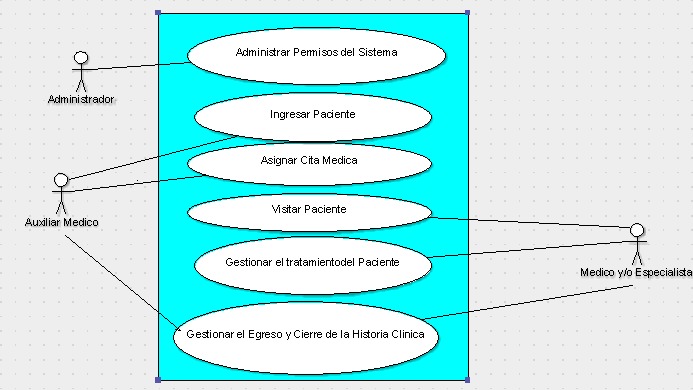 Administrar Permisos del Sistema
Administrador
Ingresar Paciente
Asignar Cita Medica
Auxiliar Medico
Visitar Paciente
Gestionar el tratamientodel Paciente
Medico y/o Especialista
Gestionar el Egreso y Cierre de la Historia Clinica